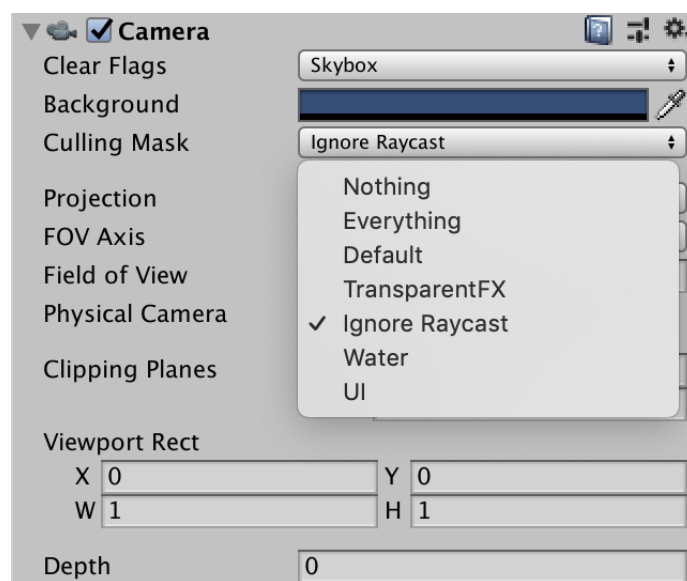 Camera
Clear Flags Skybox
Background
Culling Mask Ignore Raycast
Nothing
Projection
Everything
FOV Axis
Default
Field of View
TransparentFX
Physical Camera
✓ Ignore Raycast
Water
Clipping Planes
UI
Viewport Rect
X 0 Y 0
W 1 H 1
Depth 0